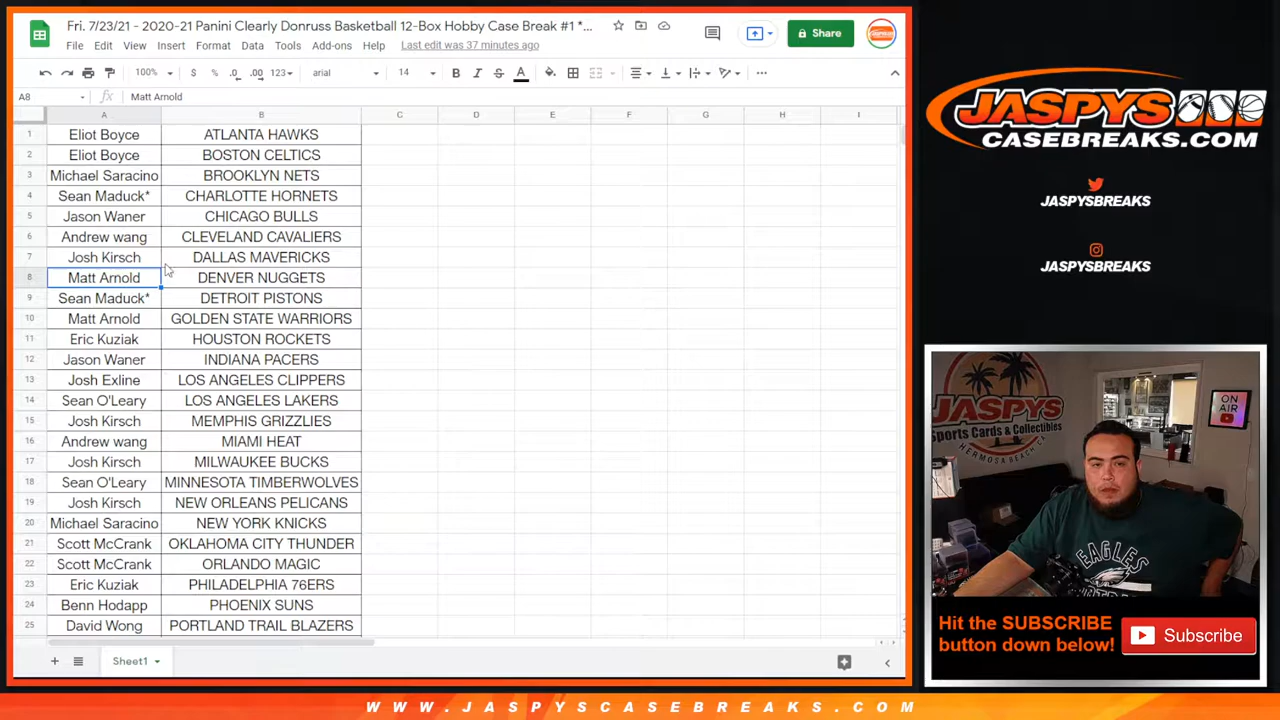 Fri. 7/23/21 - 2020-21 Panini Clearly Donruss Basketball 12-Box Hobby Case Break #1 *...
File Edit View Insert Format Data Tools Add-ons Help Last edit was 37 minutes ago
Share
100% $ % .0 .00 123 arial 14 B I S A
A8 fx Matt Arnold
A B C D E F G H I
1 Eliot Boyce ATLANTA HAWKS
2 Eliot Boyce BOSTON CELTICS
3 Michael Saracino BROOKLYN NETS
4 Sean Maduck* CHARLOTTE HORNETS
5 Jason Waner CHICAGO BULLS
6 Andrew wang CLEVELAND CAVALIERS
7 Josh Kirsch DALLAS MAVERICKS
8 Matt Arnold DENVER NUGGETS
9 Sean Maduck* DETROIT PISTONS
10 Matt Arnold GOLDEN STATE WARRIORS
11 Eric Kuziak HOUSTON ROCKETS
12 Jason Waner INDIANA PACERS
13 Josh Exline LOS ANGELES CLIPPERS
14 Sean O'Leary LOS ANGELES LAKERS
15 Josh Kirsch MEMPHIS GRIZZLIES
16 Andrew wang MIAMI HEAT
17 Josh Kirsch MILWAUKEE BUCKS
18 Sean O'Leary MINNESOTA TIMBERWOLVES
19 Josh Kirsch NEW ORLEANS PELICANS
20 Michael Saracino NEW YORK KNICKS
21 Scott McCrank OKLAHOMA CITY THUNDER
22 Scott McCrank ORLANDO MAGIC
23 Eric Kuziak PHILADELPHIA 76ERS
24 Benn Hodapp PHOENIX SUNS
25 David Wong PORTLAND TRAIL BLAZERS
Sheet1
JASPYS
CASEBREAKS.COM
JASPYSBREAKS
JASPYSBREAKS
JASPYS
Sports Cards & Collectibles
HERMOSA BEACH CA
ON AIR
EAGLES
Hit the SUBSCRIBE
button down below!
Subscribe
WWW.JASPYSCASEBREAKS.COM